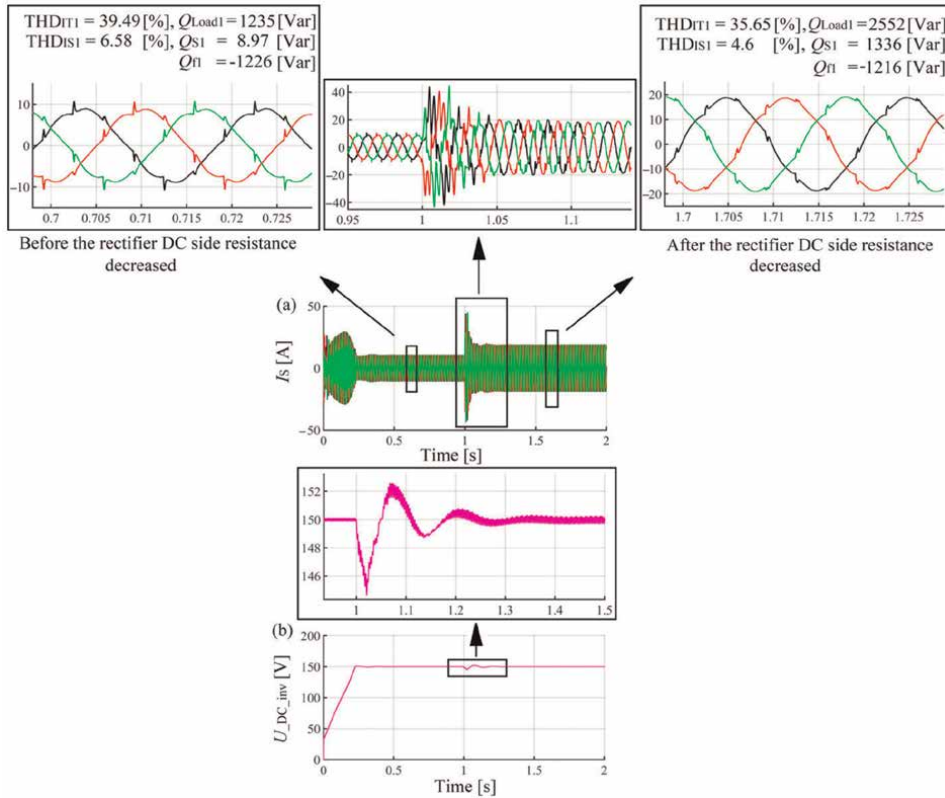 THDIT1 = 39.49 [%], QLoad1 = 1235 [Var]
THDIS1 = 6.58 [%], QS1 = 8.97 [Var]
Qf1 = -1226 [Var]
10
0
-10
0.7 0.705 0.71 0.715 0.72 0.725
Before the rectifier DC side resistance
decreased
40
20
0
-20
-40
0.95 1 1.05 1.1
THDIT1 = 35.65 [%], QLoad1 = 2552 [Var]
THDIS1 = 4.6 [%], QS1 = 1336 [Var]
Qf1 = -1216 [Var]
20
10
0
-10
-20
1.7 1.705 1.71 1.715 1.72 1.725
After the rectifier DC side resistance
decreased
(a)
50
0
-50
IS [A]
0 0.5 1 1.5 2
Time [s]
152
150
148
146
1 1.1 1.2 1.3 1.4 1.5
(b)
200
150
100
50
0
U_DC_inv [V]
0 0.5 1 1.5 2
Time [s]